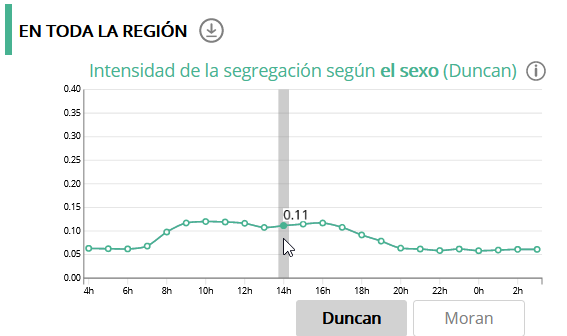 EN TODA LA REGIÓN
Intensidad de la segregación según el sexo (Duncan)
0.40
0.35
0.30
0.25
0.20
0.15
0.10
0.05
0.00
0.11
4h 6h 8h 10h 12h 14h 16h 18h 20h 22h 0h 2h
Duncan Moran